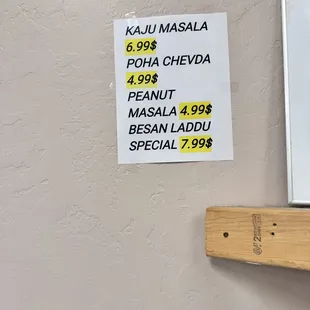 KAJU MASALA
6.99$
POHA CHEVDA
4.99$
PEANUT
MASALA 4.99$
BESAN LADDU
SPECIAL 7.99$